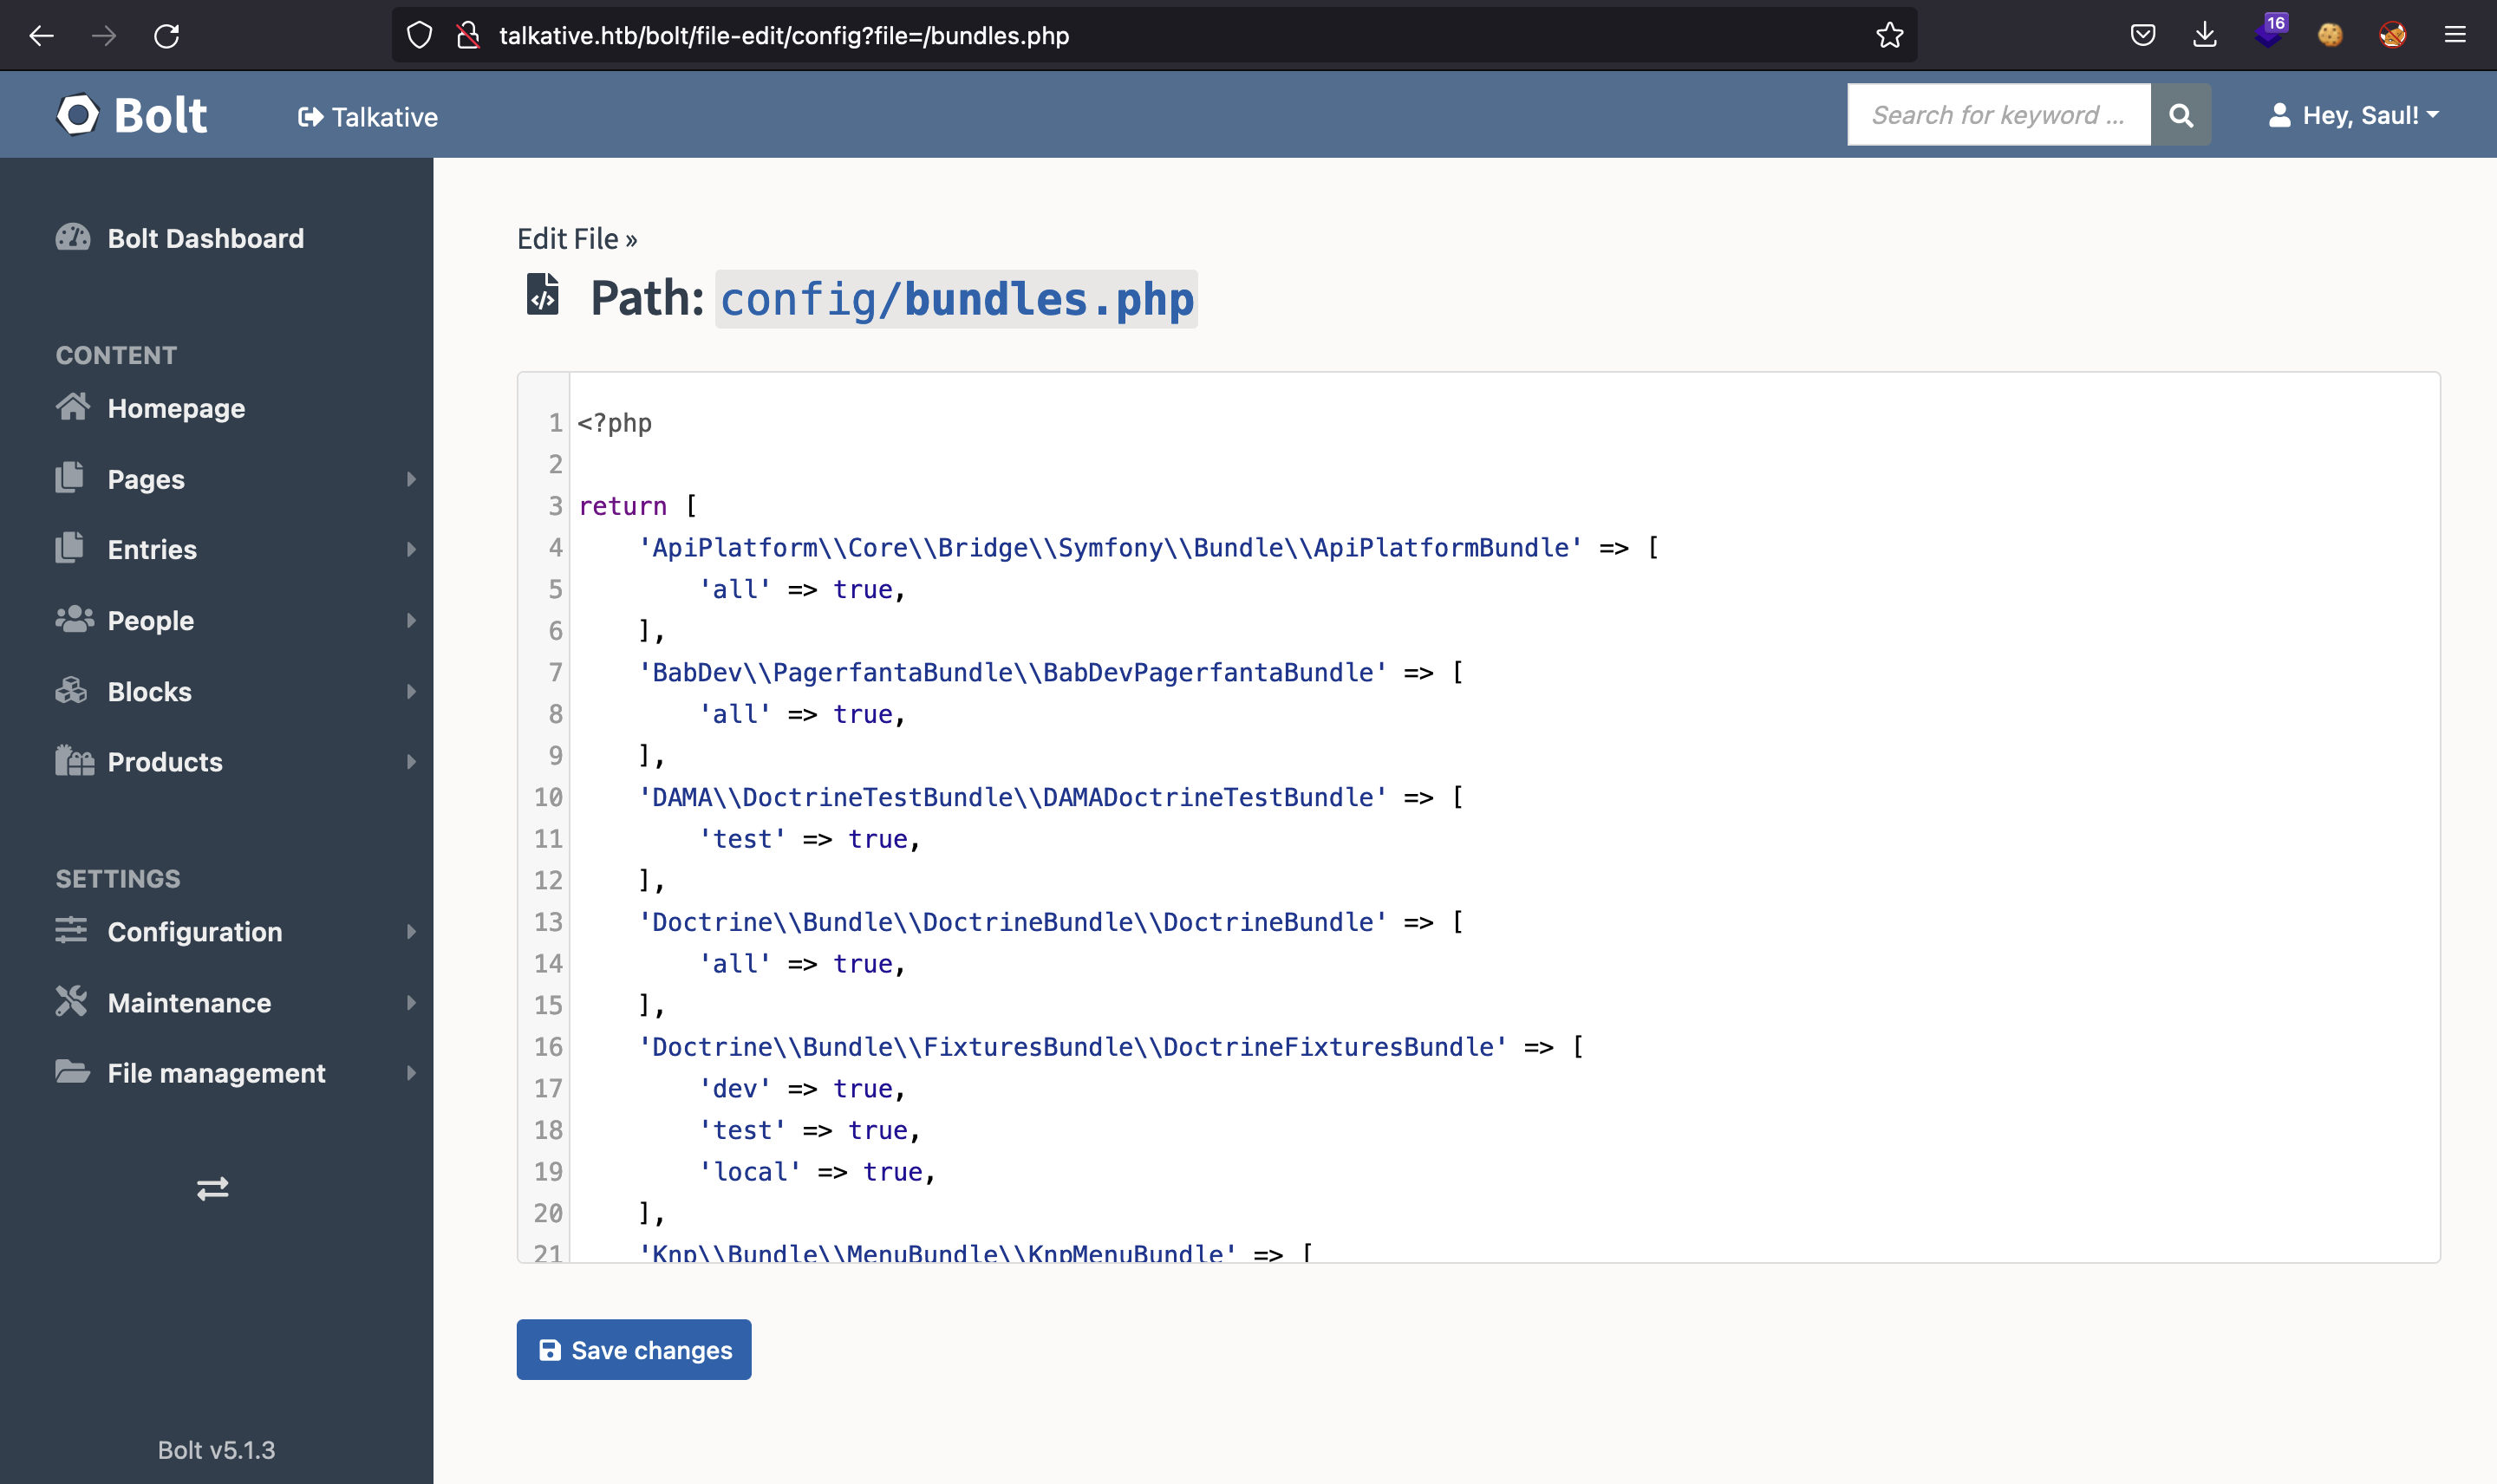 talkative.htb/bolt/file-edit/config?file=/bundles.php
16
Bolt
Talkative
Search for keyword ...
Hey, Saul!
Bolt Dashboard
CONTENT
Homepage
Pages
Entries
People
Blocks
Products
SETTINGS
Configuration
Maintenance
File management
Bolt v5.1.3
Edit File »
Path: config/bundles.php
1 <?php
2
3 return [
4     'ApiPlatform\\Core\\Bridge\\Symfony\\Bundle\\ApiPlatformBundle' => [
5         'all' => true,
6     ],
7     'BabDev\\PagerfantaBundle\\BabDevPagerfantaBundle' => [
8         'all' => true,
9     ],
10     'DAMA\\DoctrineTestBundle\\DAMADoctrineTestBundle' => [
11         'test' => true,
12     ],
13     'Doctrine\\Bundle\\DoctrineBundle\\DoctrineBundle' => [
14         'all' => true,
15     ],
16     'Doctrine\\Bundle\\FixturesBundle\\DoctrineFixturesBundle' => [
17         'dev' => true,
18         'test' => true,
19         'local' => true,
20     ],
21     'Knp\\Bundle\\MenuBundle\\KnpMenuBundle' => [
Save changes